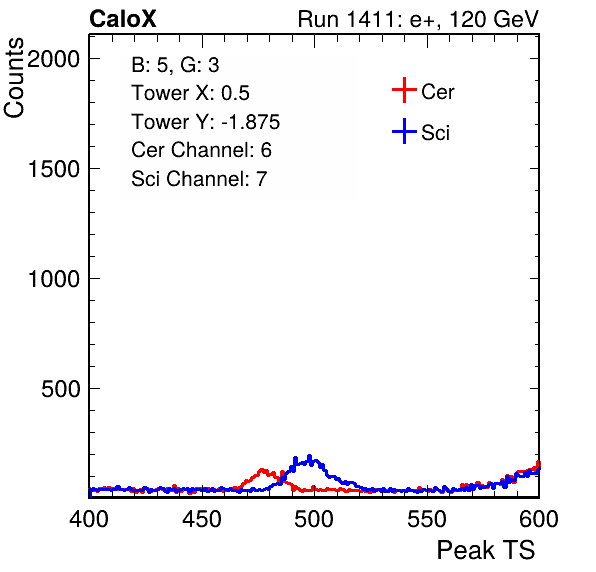 CaloX Run 1411: e+, 120 GeV
Counts
2000
1500
1000
500
B: 5, G: 3
Tower X: 0.5
Tower Y: -1.875
Cer Channel: 6
Sci Channel: 7
Cer
Sci
400 450 500 550 600
Peak TS